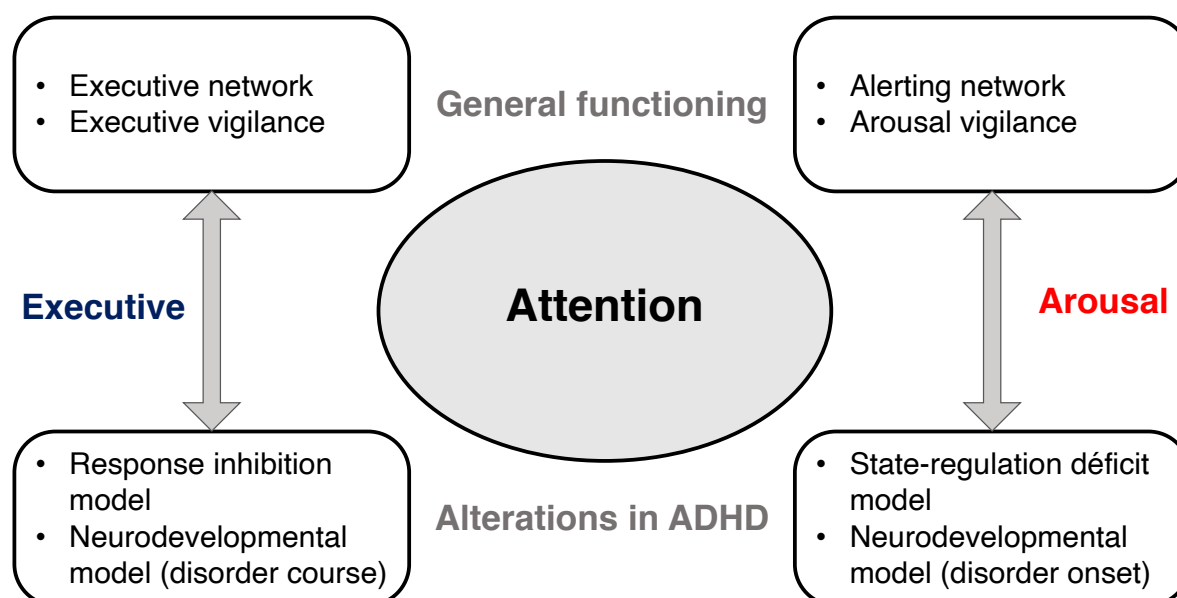 • Executive network
• Executive vigilance
General functioning
• Alerting network
• Arousal vigilance
Executive
Attention
Arousal
• Response inhibition
model
• Neurodevelopmental
model (disorder course)
Alterations in ADHD
• State-regulation déficit
model
• Neurodevelopmental
model (disorder onset)